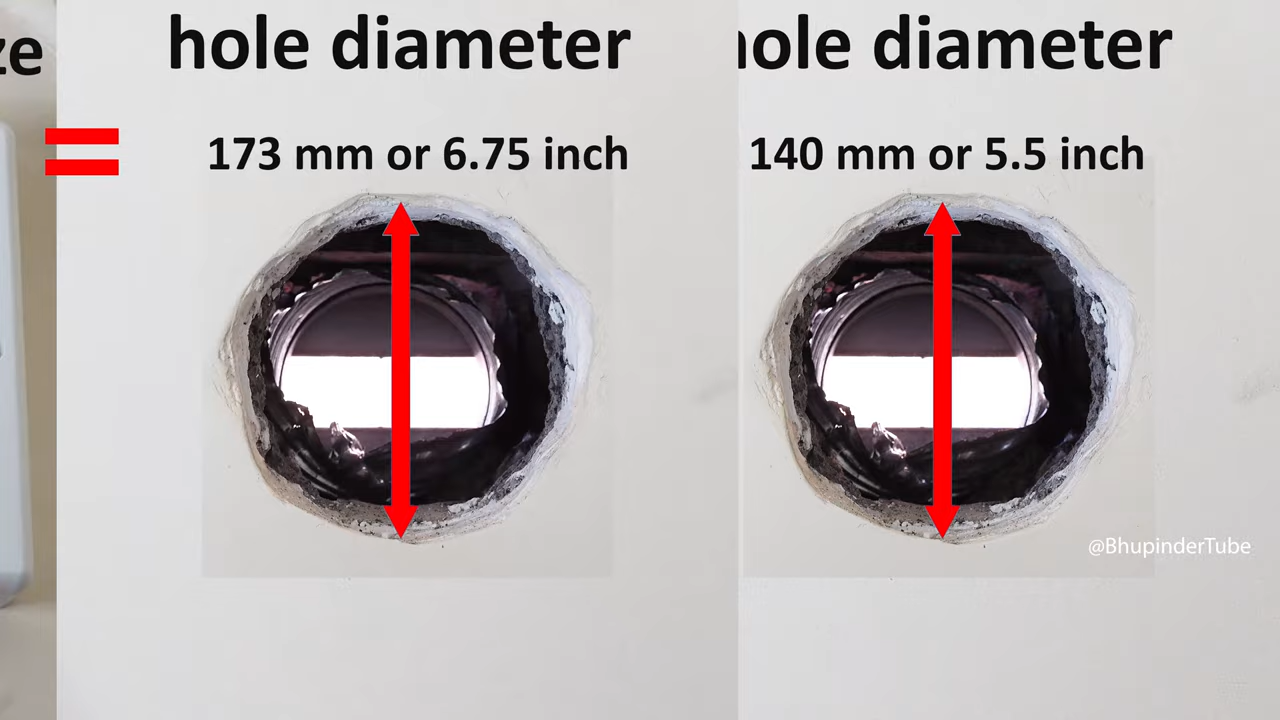 ze
hole diameter
173 mm or 6.75 inch
hole diameter
140 mm or 5.5 inch
@BhupinderTube